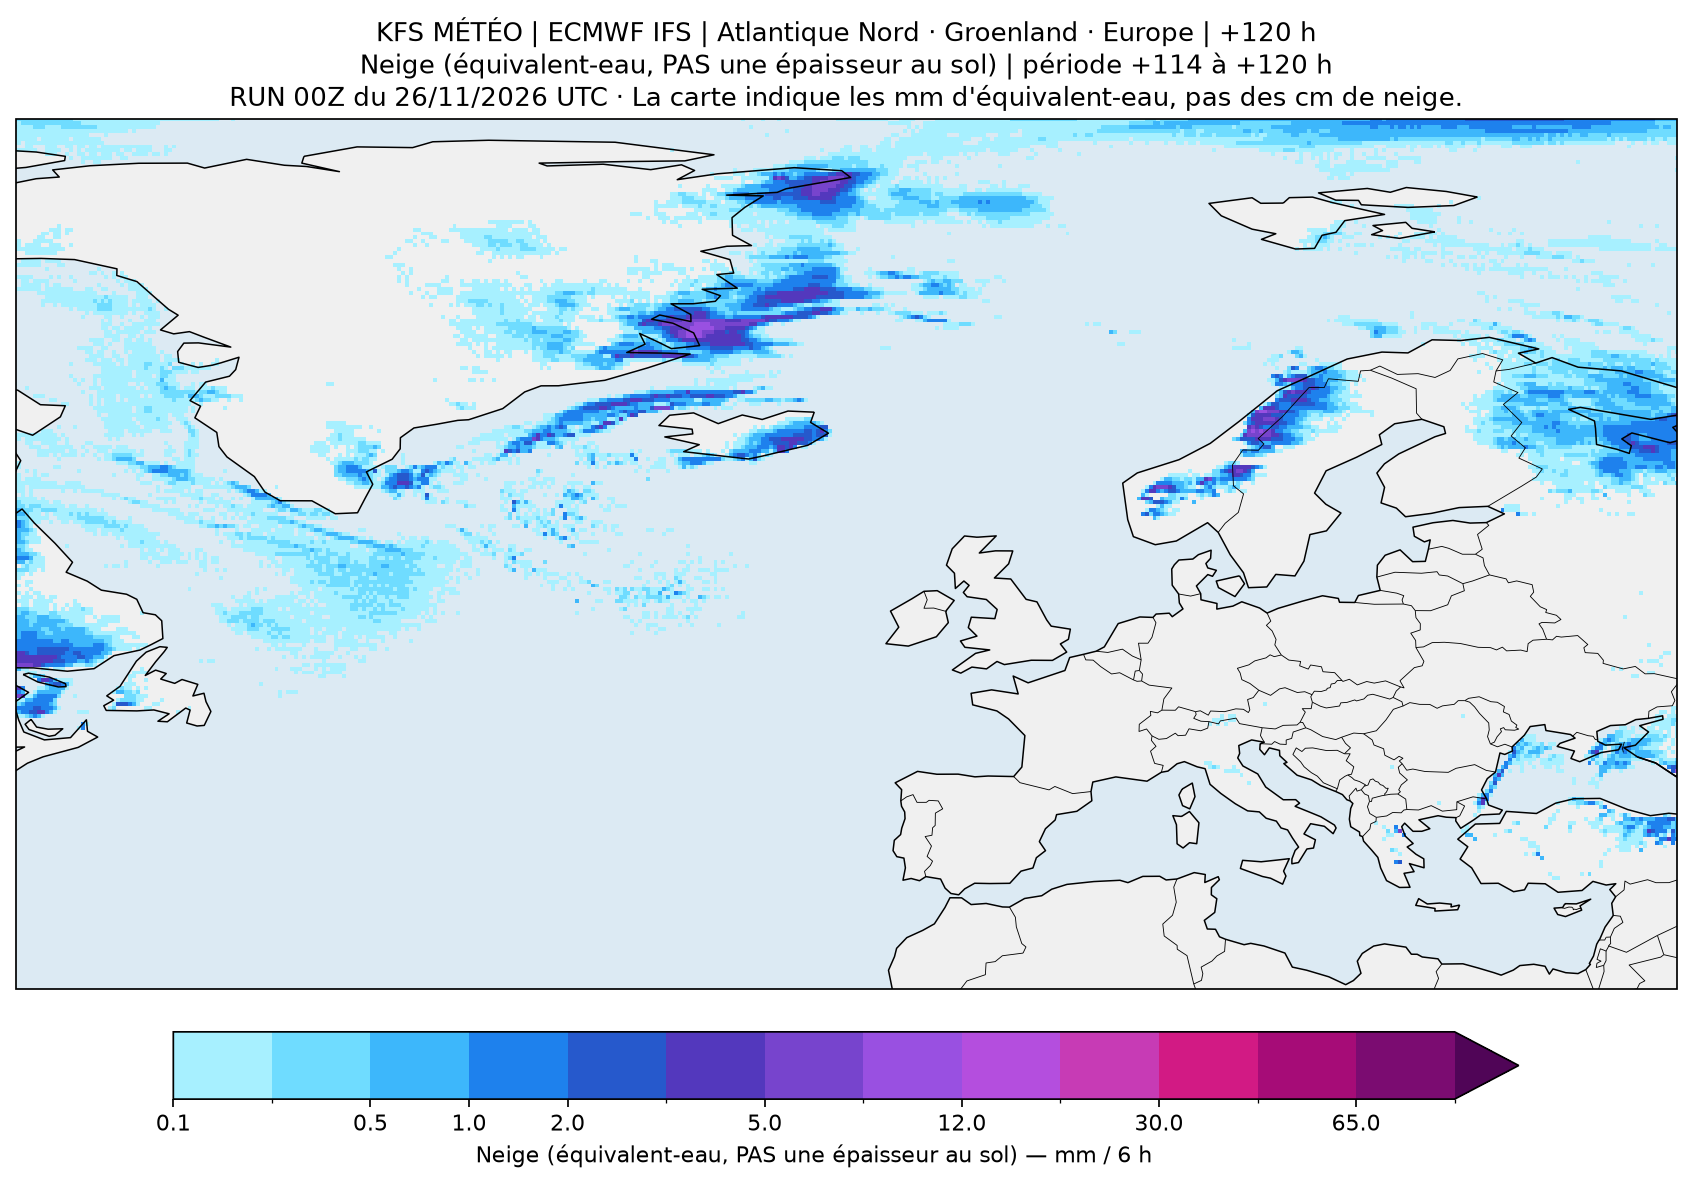 KFS MÉTÉO | ECMWF IFS | Atlantique Nord · Groenland · Europe | +120 h
Neige (équivalent-eau, PAS une épaisseur au sol) | période +114 à +120 h
RUN 00Z du 26/11/2026 UTC · La carte indique les mm d'équivalent-eau, pas des cm de neige.
0.1 0.5 1.0 2.0 5.0 12.0 30.0 65.0
Neige (équivalent-eau, PAS une épaisseur au sol) — mm / 6 h